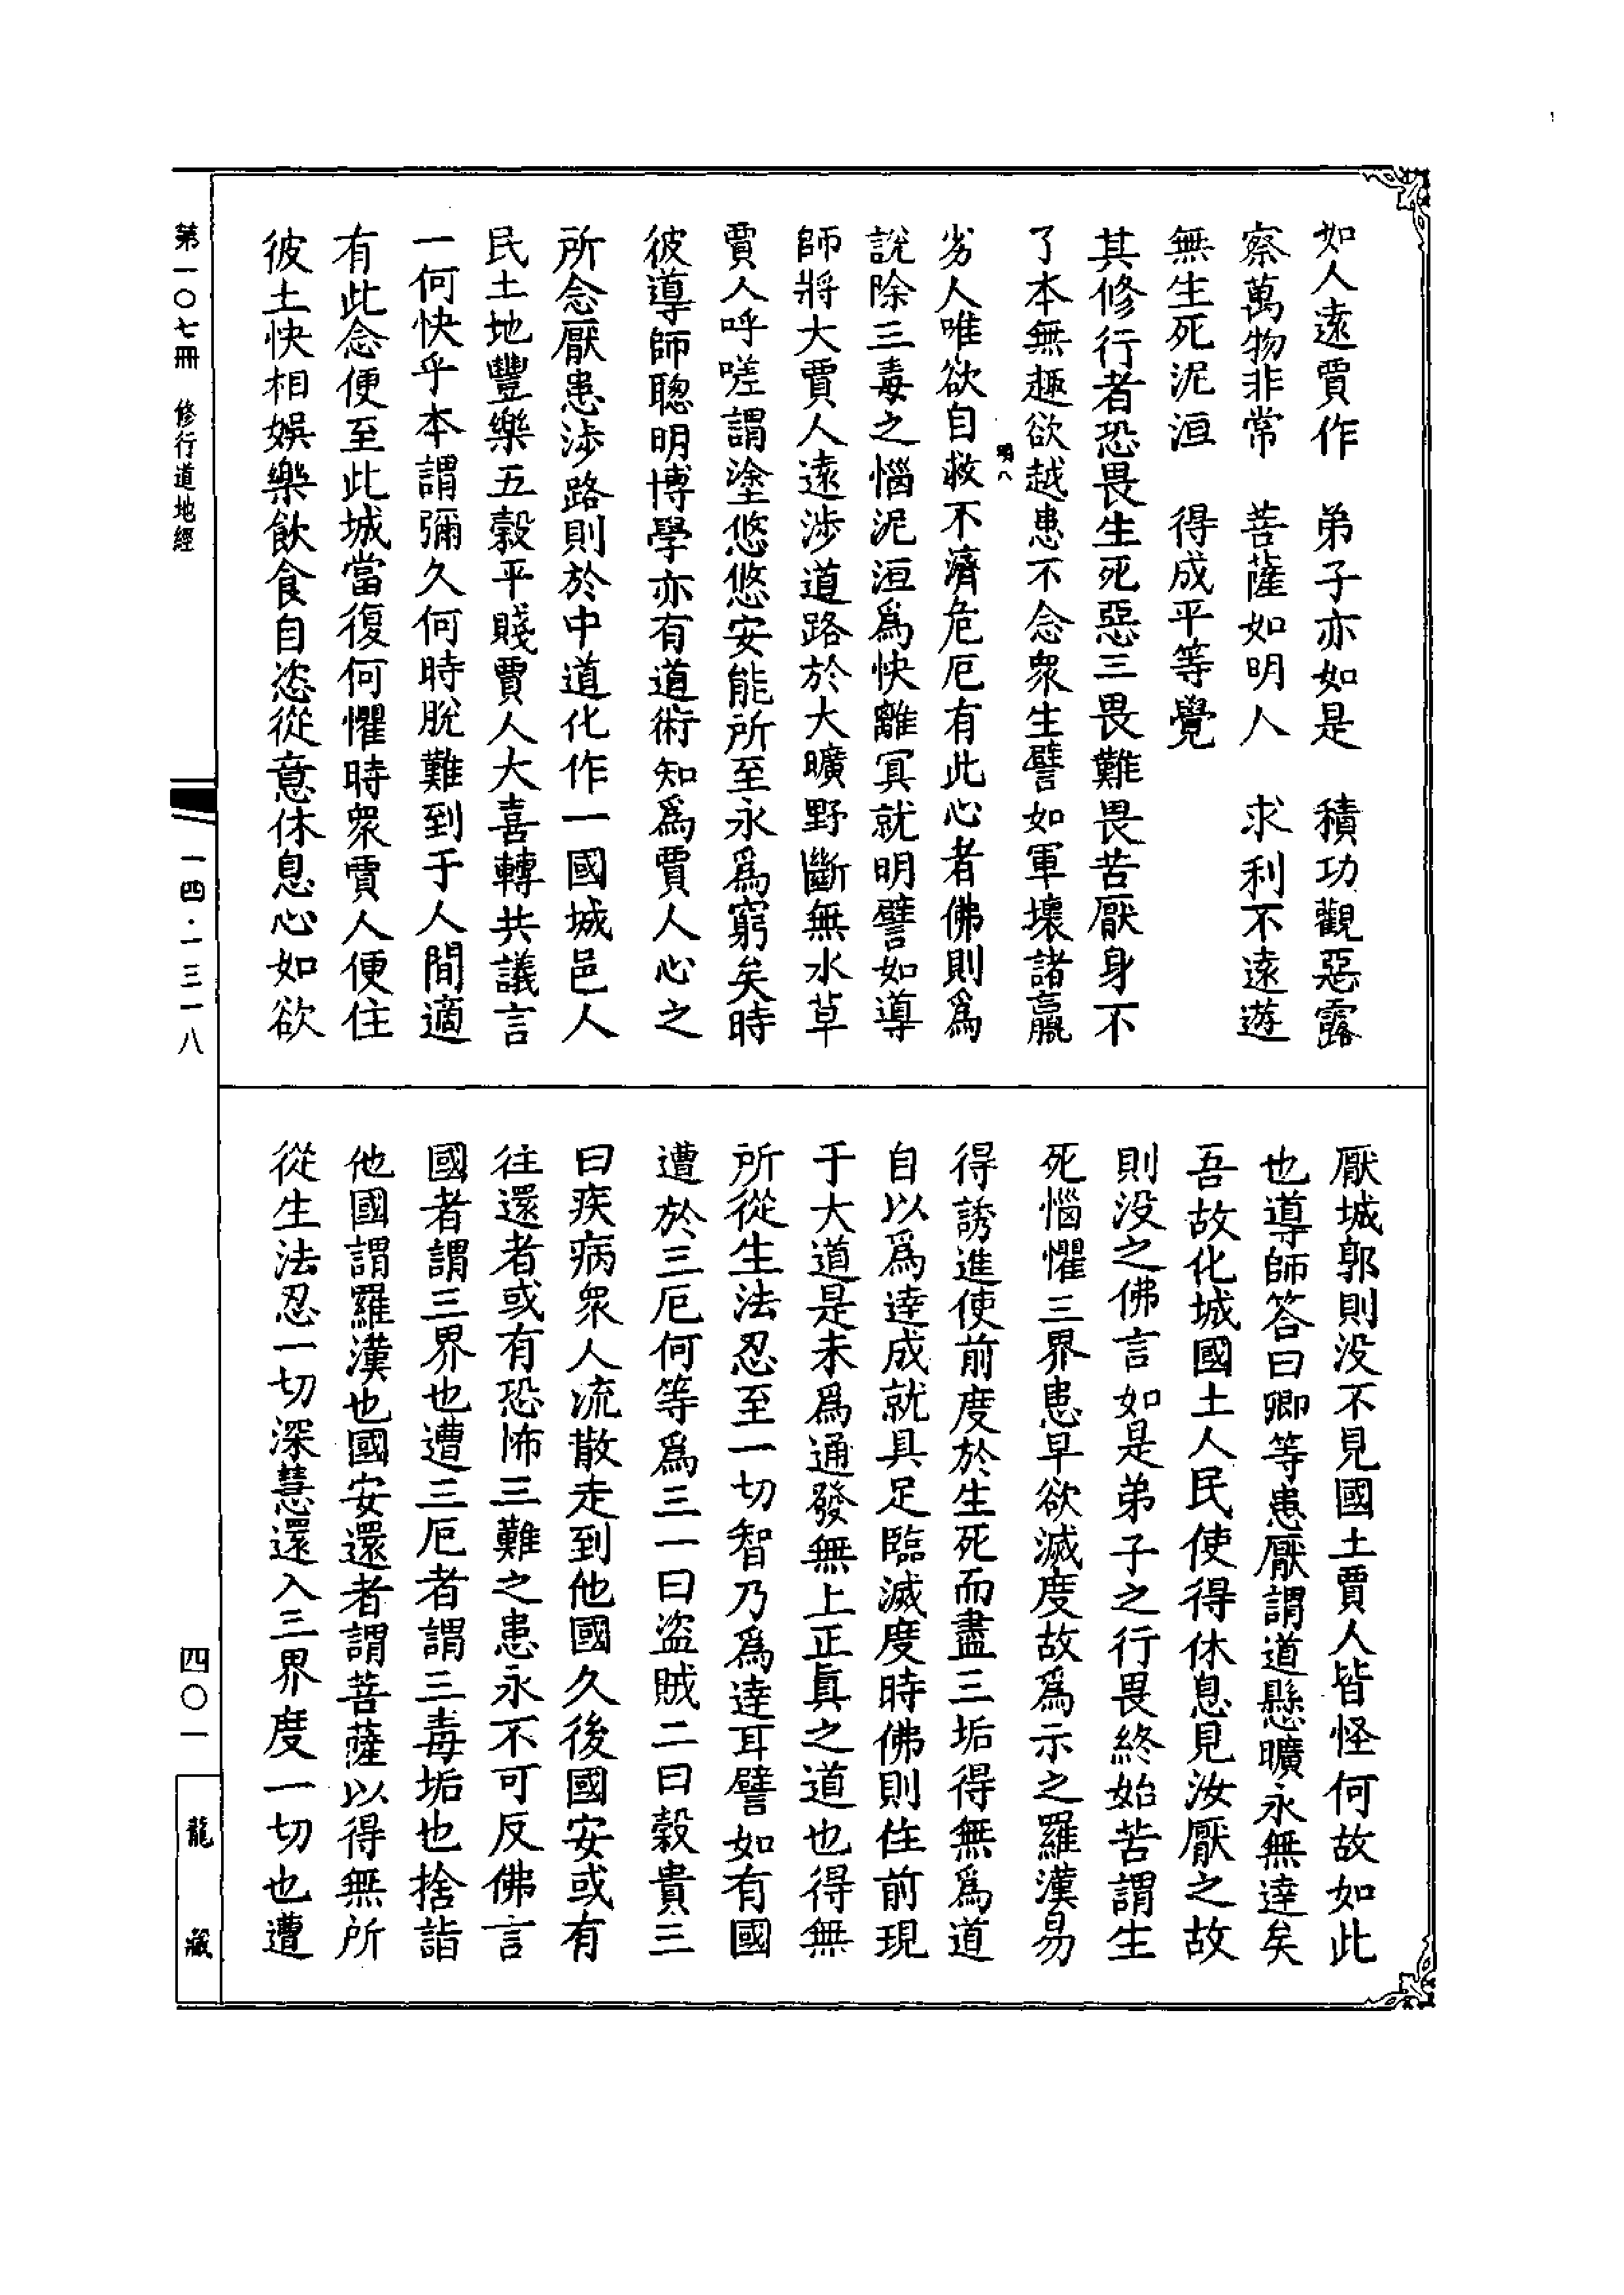 如人遠賈作　弟子亦如是　積功觀惡露
察萬物非常　菩薩如明人　求利不遠遊
無生死泥洹　得成平等覺
其修行者恐畏生死惡三畏難畏苦厭身不
了本無趣欲越患不念衆生譬如軍壞諸羸
明八
劣人唯欲自救不濟危厄有此心者佛則爲
說除三毒之惱泥洹爲快離冥就明譬如導
師將大賈人遠涉道路於大曠野斷無水草
賈人呼嗟謂塗悠悠安能所至永爲窮矣時
彼導師聰明博學亦有道術知爲賈人心之
所念厭患涉路則於中道化作一國城邑人
民土地豐樂五穀平賤賈人大喜轉共議言
一何快乎本謂彌久何時脫難到于人間適
有此念便至此城當復何懼時衆賈人便住
彼土快相娛樂飲食自恣從意休息心如欲
厭城郭則没不見國土賈人皆怪何故如此
也導師答曰卿等患厭謂道懸曠永無達矣
吾故化城國土人民使得休息見汝厭之故
則没之佛言如是弟子之行畏終始苦謂生
死惱懼三界患早欲滅度故爲示之羅漢易
得誘進使前度於生死而盡三垢得無爲道
自以爲達成就具足臨滅度時佛則住前現
于大道是未爲通發無上正真之道也得無
所從生法忍至一切智乃爲達耳譬如有國
遭於三厄何等爲三一曰盜賊二曰穀貴三
曰疾病衆人流散走到他國久後國安或有
往還者或有恐怖三難之患永不可反佛言
國者謂三界也遭三厄者謂三毒垢也捨詣
他國謂羅漢也國安還者謂菩薩以得無所
從生法忍一切深慧還入三界度一切也遭
第一〇七冊　修行道地經
一四·一三一八
四〇一
龍藏